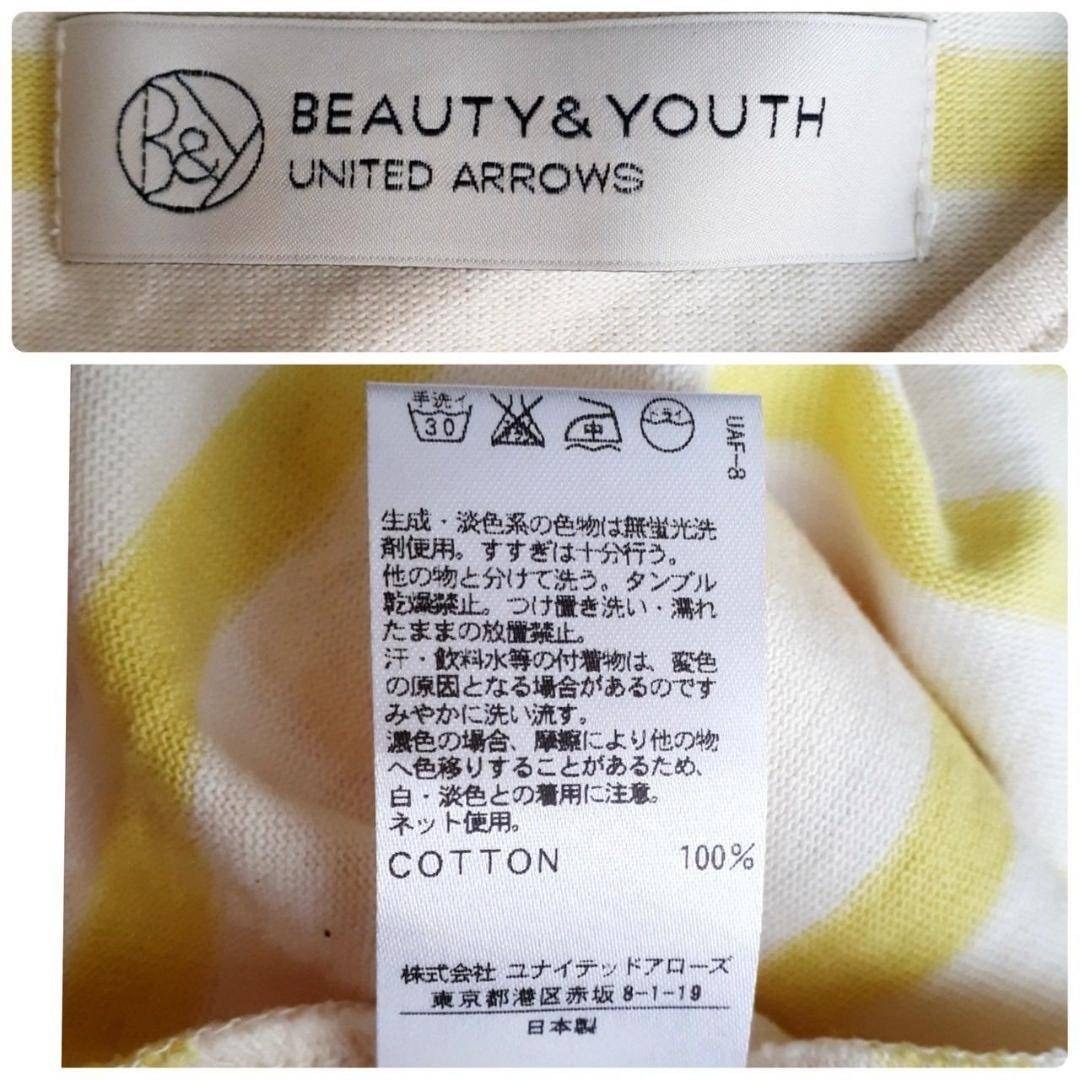 B&Y
BEAUTY&YOUTH
UNITED ARROWS
手洗イ
30
中
ドライ
UAF-8
生成・淡色系の色物は無蛍光洗
剤使用。すすぎは十分行う。
他の物と分けて洗う。タンブル
乾燥禁止。つけ置き洗い・濡れ
たままの放置禁止。
汗・飲料水等の付着物は、変色
の原因となる場合があるのです
みやかに洗い流す。
濃色の場合、摩擦により他の物
へ色移りすることがあるため、
白・淡色との着用に注意。
ネット使用。
COTTON 100%
株式会社 ユナイテッドアローズ
東京都港区赤坂8-1-19
日本製